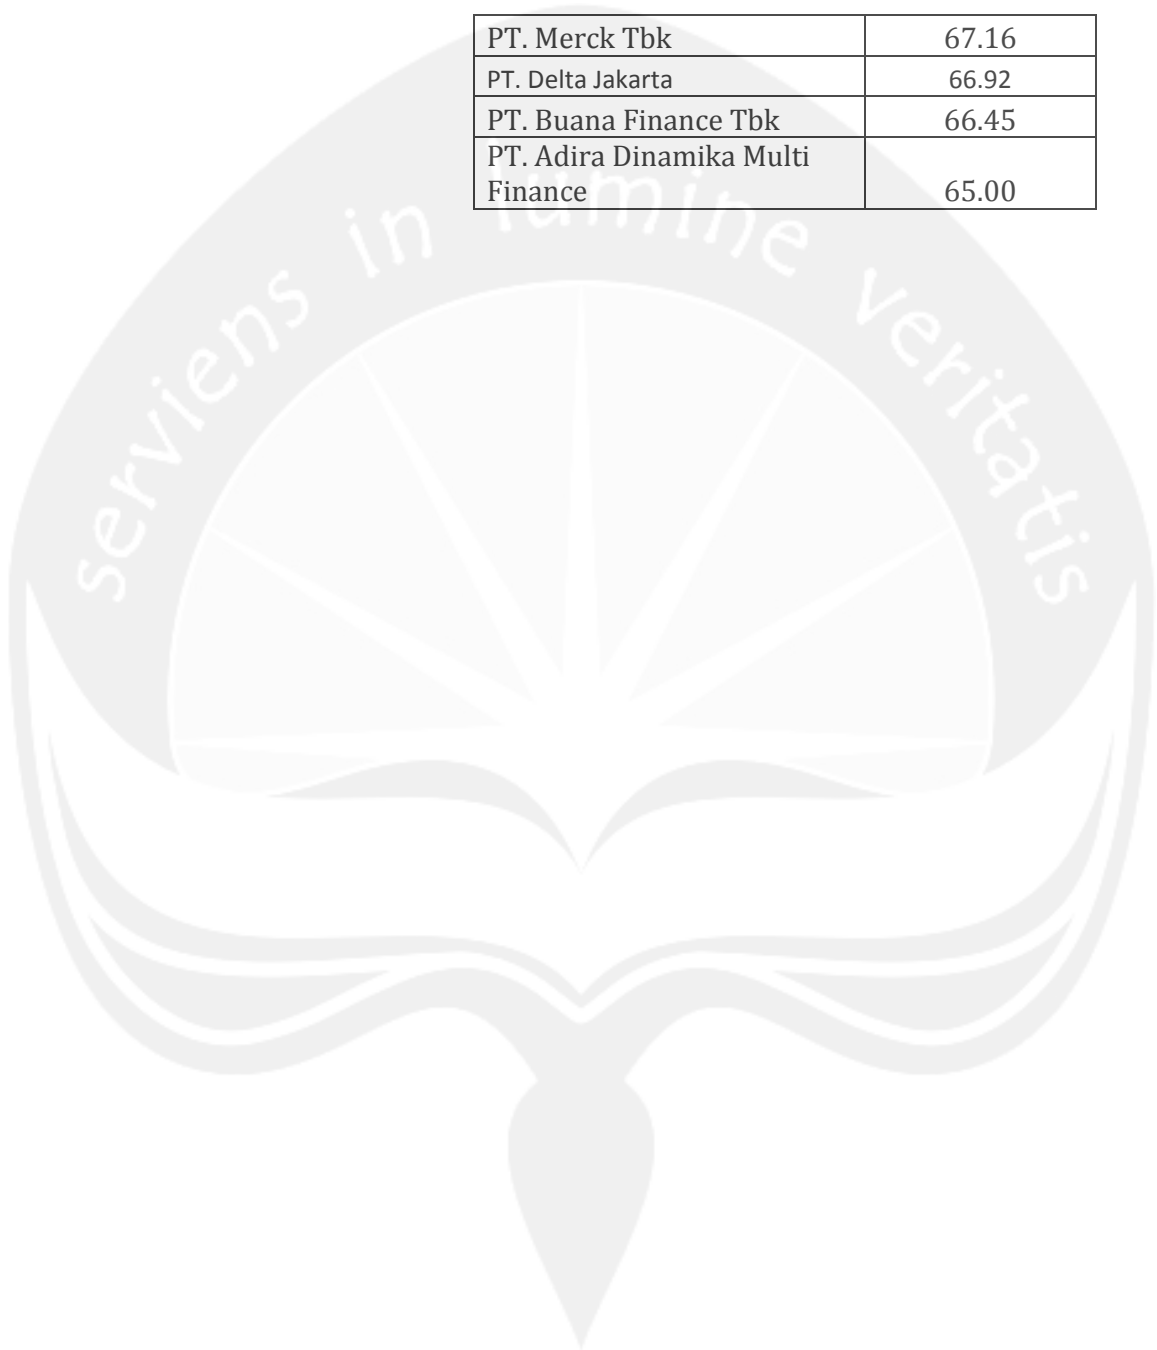 PT. Merck Tbk 67.16
PT. Delta Jakarta 66.92
PT. Buana Finance Tbk 66.45
PT. Adira Dinamika Multi
Finance 65.00
serviens in lumine veritatis